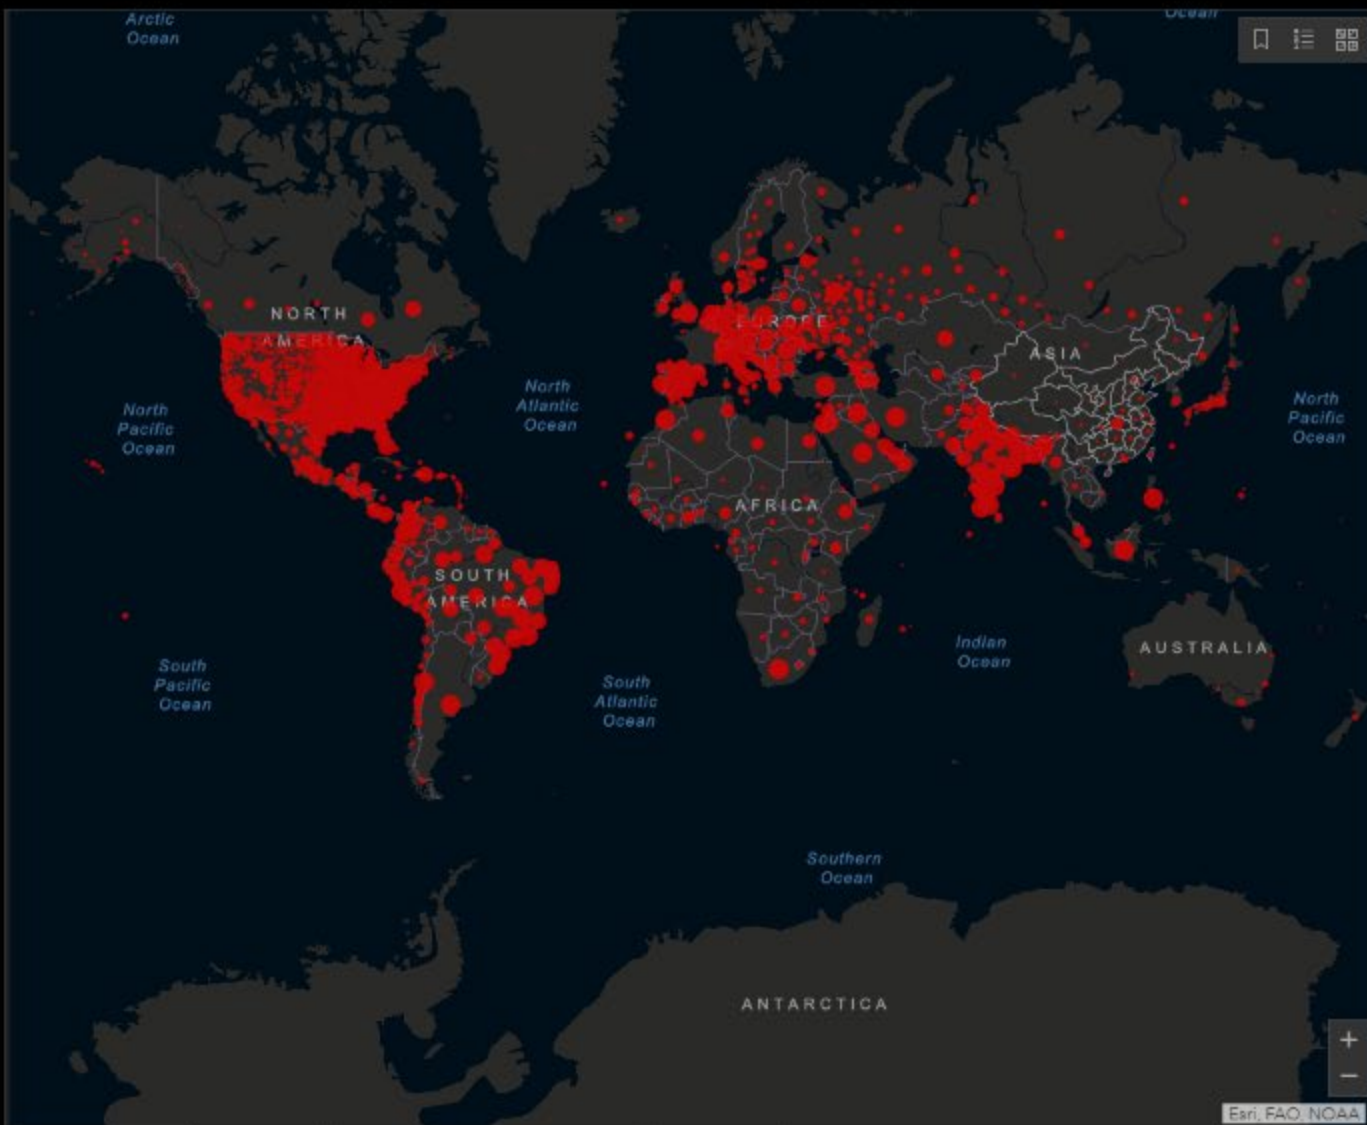 Arctic
Ocean
Ocean
NORTH
AMERICA
EUROPE
ASIA
North
Pacific
Ocean
North
Atlantic
Ocean
North
Pacific
Ocean
AFRICA
SOUTH
AMERICA
South
Pacific
Ocean
South
Atlantic
Ocean
Indian
Ocean
AUSTRALIA
Southern
Ocean
ANTARCTICA
+
−
Esri, FAO, NOAA